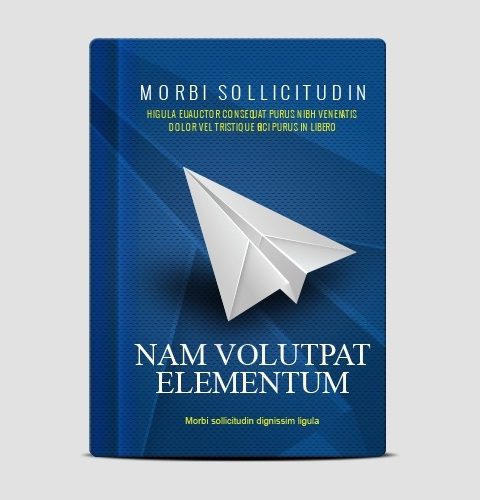 MORBI SOLLICITUDIN
HIGULA EUAUCTOR CONSEQUAT PURUS NIBH VENENATIS
DOLOR VEL TRISTIQUE PURUS IN LIBERO
NAM VOLUTPAT
ELEMENTUM
Morbi sollicitudin dignissim ligula